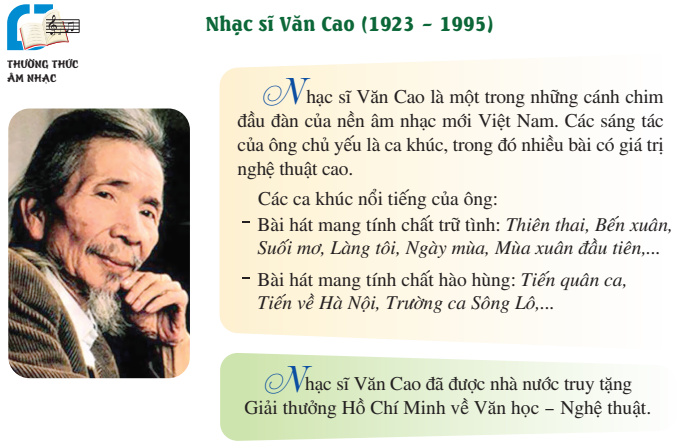 THƯỜNG THỨC
ÂM NHẠC
Nhạc sĩ Văn Cao (1923 – 1995)
Nhạc sĩ Văn Cao là một trong những cánh chim
đầu đàn của nền âm nhạc mới Việt Nam. Các sáng tác
của ông chủ yếu là ca khúc, trong đó nhiều bài có giá trị
nghệ thuật cao.
Các ca khúc nổi tiếng của ông:
- Bài hát mang tính chất trữ tình: Thiên thai, Bến xuân,
Suối mơ, Làng tôi, Ngày mùa, Mùa xuân đầu tiên,...
- Bài hát mang tính chất hào hùng: Tiến quân ca,
Tiến về Hà Nội, Trường ca Sông Lô,...
Nhạc sĩ Văn Cao đã được nhà nước truy tặng
Giải thưởng Hồ Chí Minh về Văn học – Nghệ thuật.